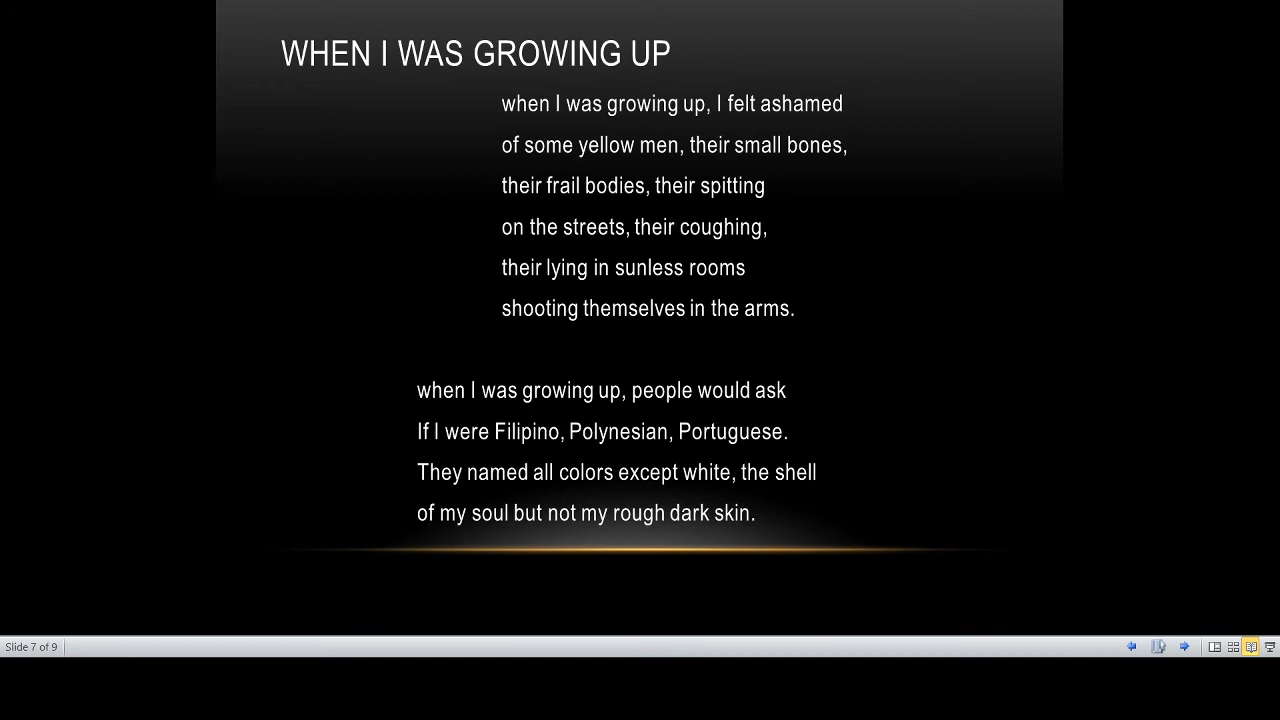 WHEN I WAS GROWING UP
when I was growing up, I felt ashamed
of some yellow men, their small bones,
their frail bodies, their spitting
on the streets, their coughing,
their lying in sunless rooms
shooting themselves in the arms.
when I was growing up, people would ask
If I were Filipino, Polynesian, Portuguese.
They named all colors except white, the shell
of my soul but not my rough dark skin.
Slide 7 of 9